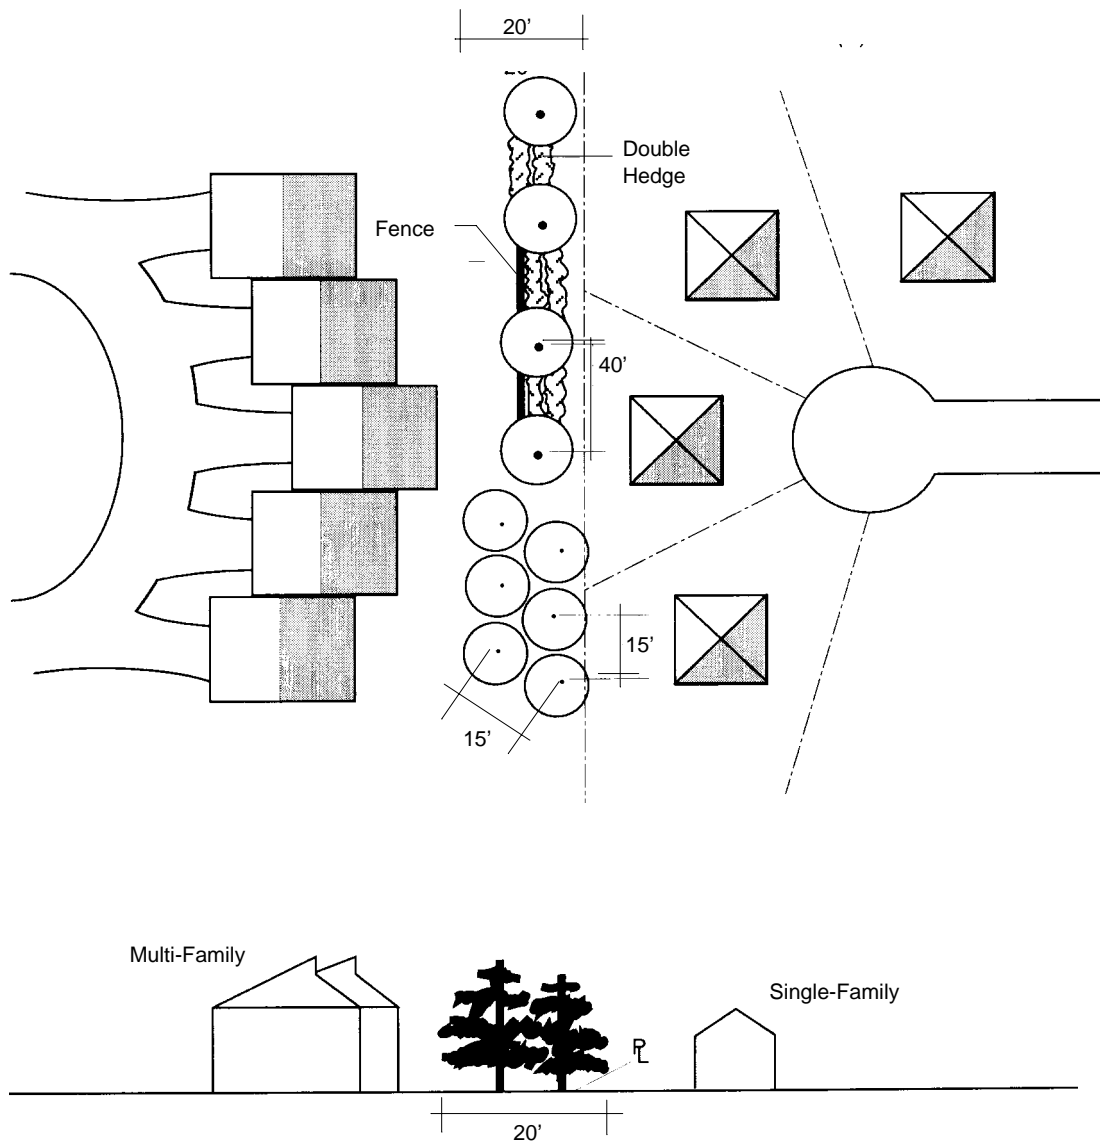 20’
Double
Hedge
Fence
40’
15’
15’
Multi-Family
Single-Family
PL
20’